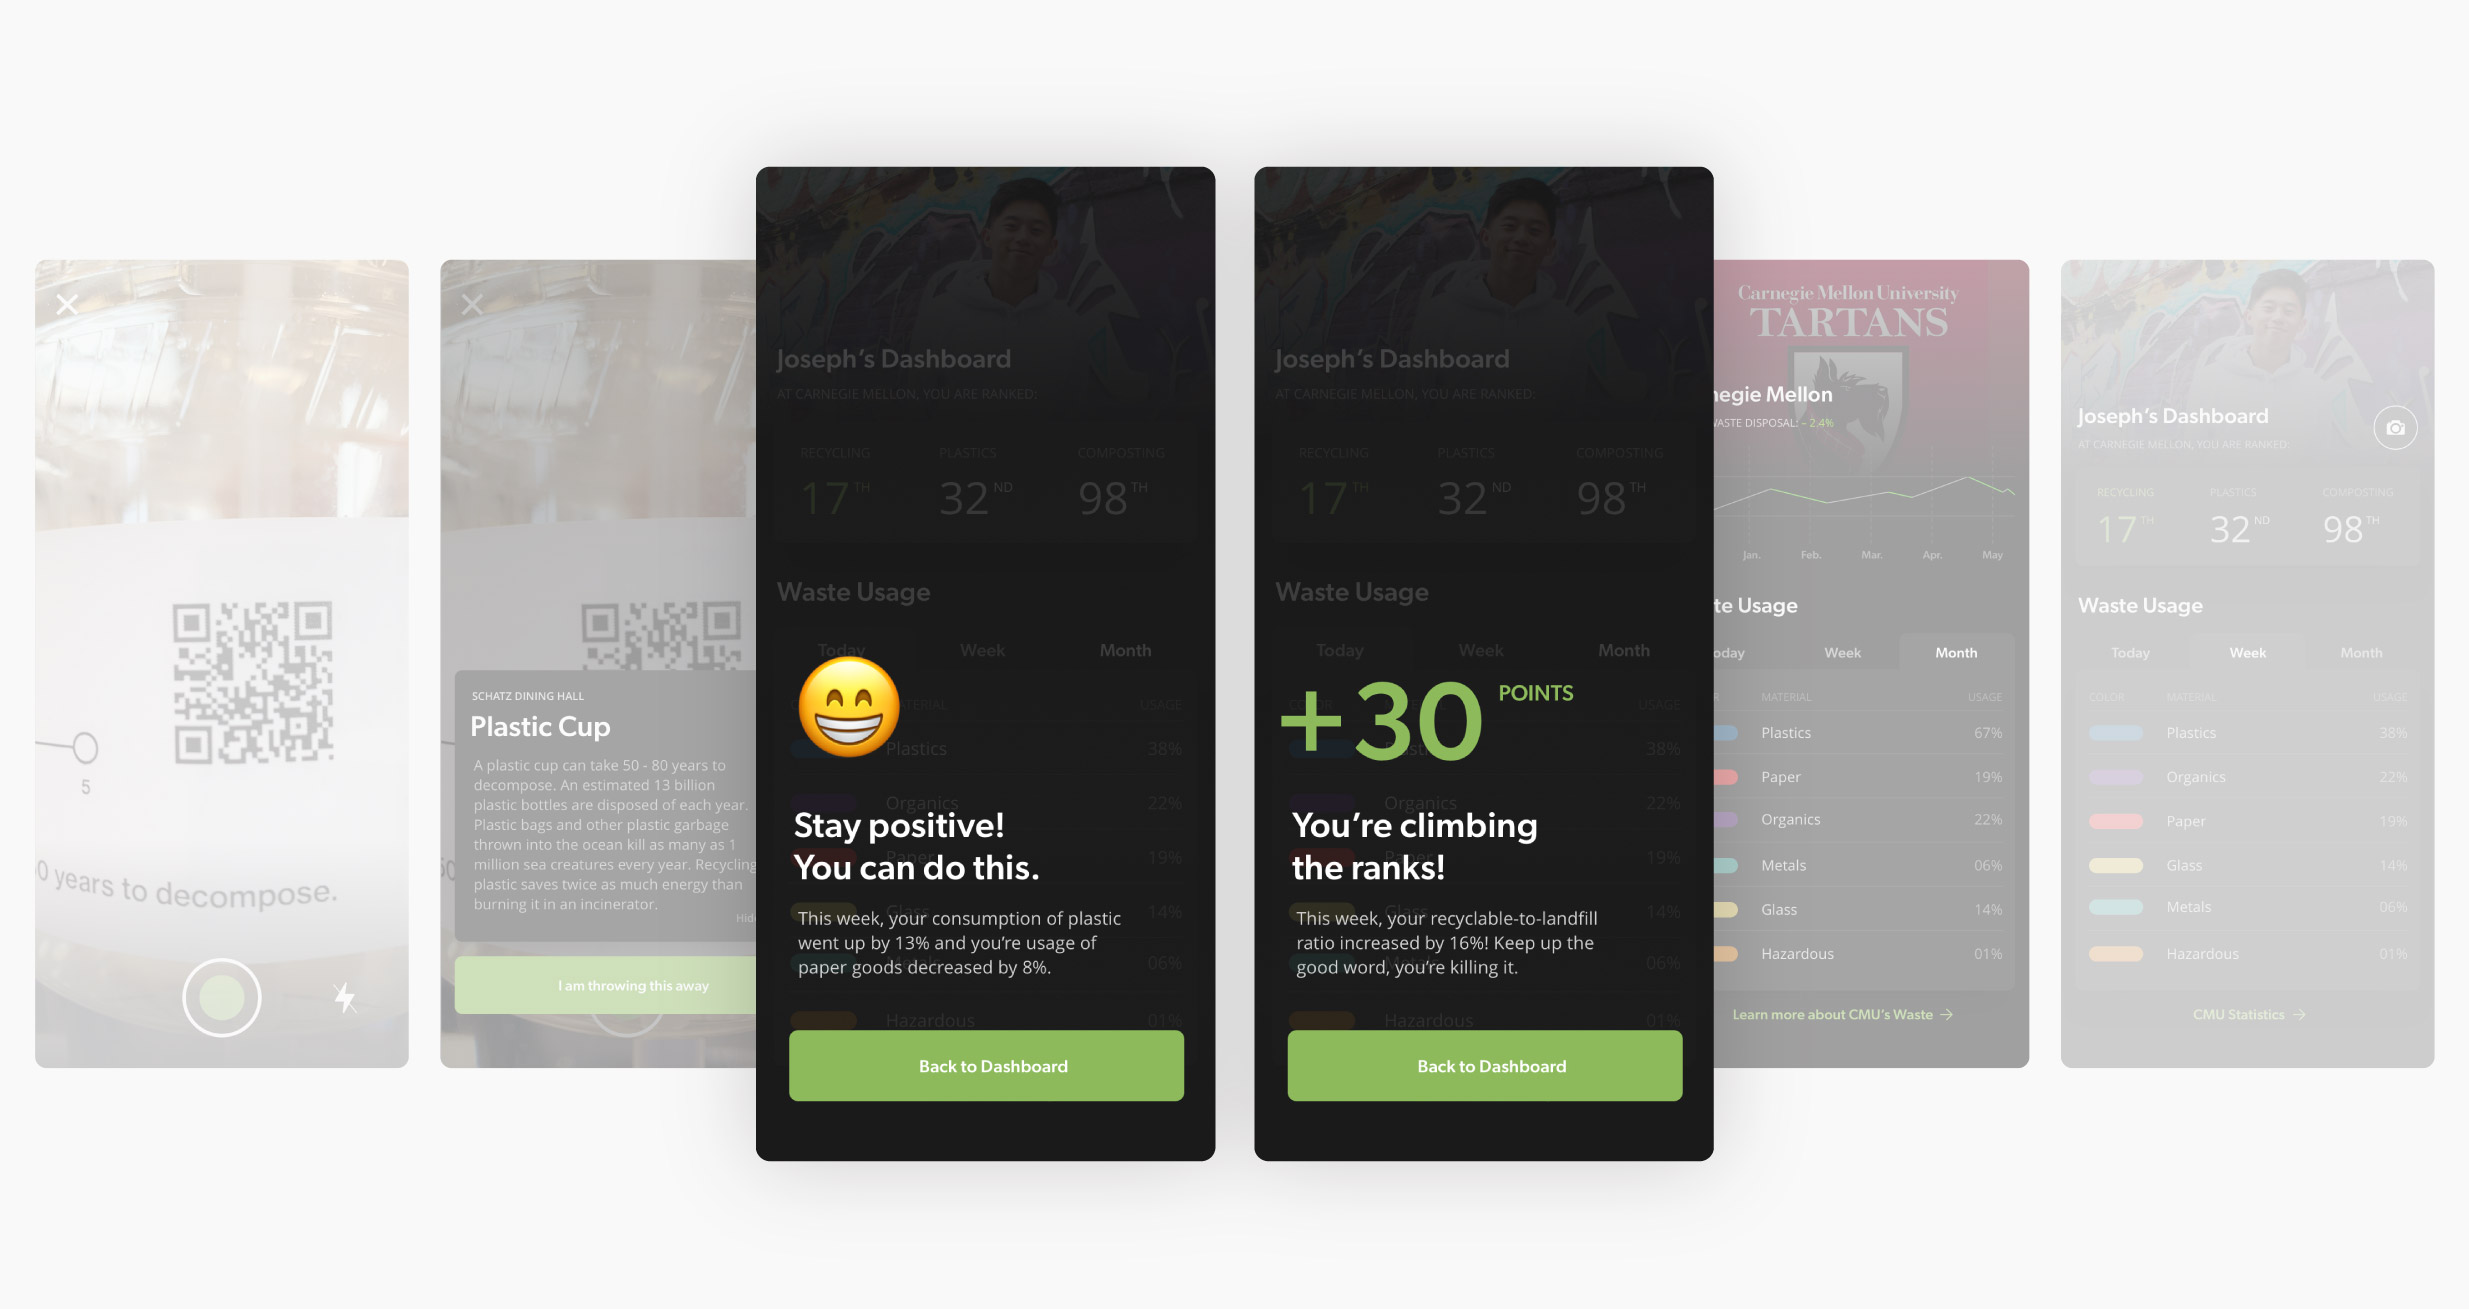 5
0 years to decompose.
SCHATZ DINING HALL
Plastic Cup
A plastic cup can take 50 - 80 years to
decompose. An estimated 13 billion
plastic bottles are disposed of each year.
Plastic bags and other plastic garbage
thrown into the ocean kill as many as 1
million sea creatures every year. Recycling
plastic saves twice as much energy than
burning it in an incinerator.
I am throwing this away
Joseph's Dashboard
AT CARNEGIE MELLON, YOU ARE RANKED:
RECYCLING PLASTICS COMPOSTING
17 TH 32 ND 98 TH
Waste Usage
Today Week Month
USAGE
Plastics 38%
Organics 22%
Stay positive!
Paper 19%
You can do this.
Glass 14%
This week, your consumption of plastic
went up by 13% and you're usage of
paper goods decreased by 8%.
Metals 06%
Hazardous 01%
Back to Dashboard
Joseph's Dashboard
AT CARNEGIE MELLON, YOU ARE RANKED:
RECYCLING PLASTICS COMPOSTING
17 TH 32 ND 98 TH
Waste Usage
Today Week Month
+30 POINTS
COLOR USAGE
Plastics 38%
Organics 22%
You're climbing
the ranks!
19%
Glass 14%
This week, your recyclable-to-landfill
ratio increased by 16%! Keep up the
good word, you're killing it.
Metals 06%
Hazardous 01%
Back to Dashboard
Carnegie Mellon University
TARTANS
negie Mellon
WASTE DISPOSAL: - 2.4%
Jan. Feb. Mar. Apr. May
te Usage
oday Week Month
R MATERIAL USAGE
Plastics 67%
Paper 19%
Organics 22%
Metals 06%
Glass 14%
Hazardous 01%
Learn more about CMU's Waste →
Joseph's Dashboard
AT CARNEGIE MELLON, YOU ARE RANKED:
RECYCLING PLASTICS COMPOSTING
17 TH 32 ND 98 TH
Waste Usage
Today Week Month
COLOR MATERIAL USAGE
Plastics 38%
Organics 22%
Paper 19%
Glass 14%
Metals 06%
Hazardous 01%
CMU Statistics →